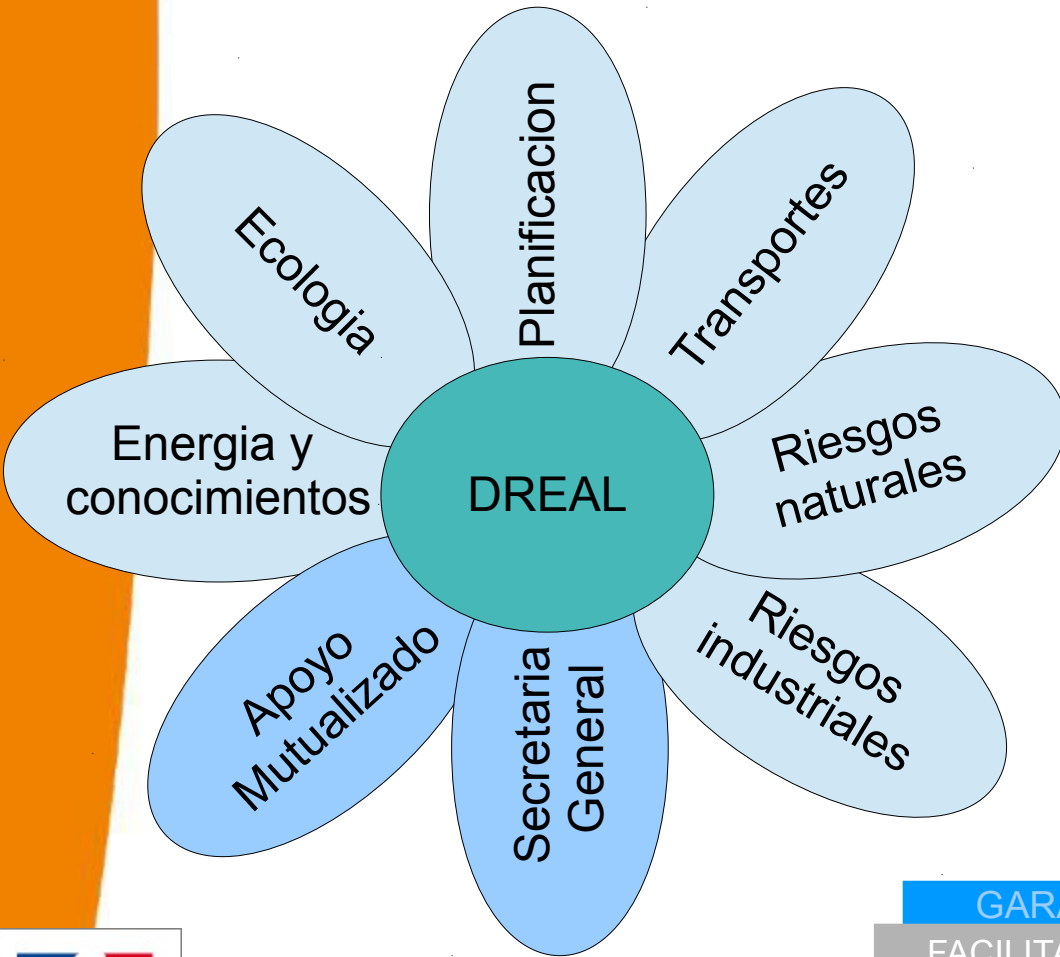 Planificacion
Transportes
Ecologia
Riesgos
naturales
Energia y
conocimientos
DREAL
Riesgos
industriales
Apoyo
Mutualizado
Secretaria
General